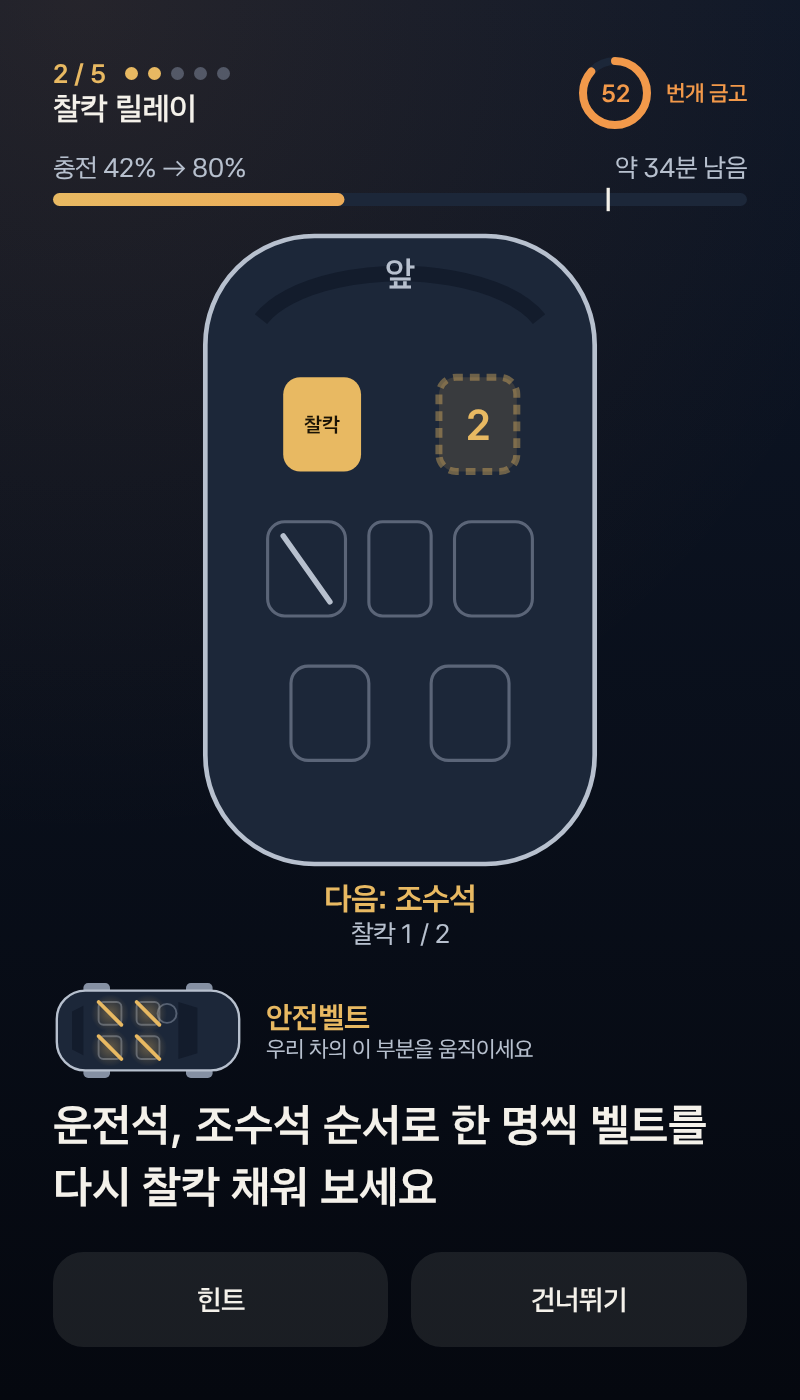 2 / 5
찰칵 릴레이
52
번개 금고
충전 42% → 80%
약 34분 남음
앞
찰칵
2
다음: 조수석
찰칵 1 / 2
안전벨트
우리 차의 이 부분을 움직이세요
운전석, 조수석 순서로 한 명씩 벨트를
다시 찰칵 채워 보세요
힌트
건너뛰기